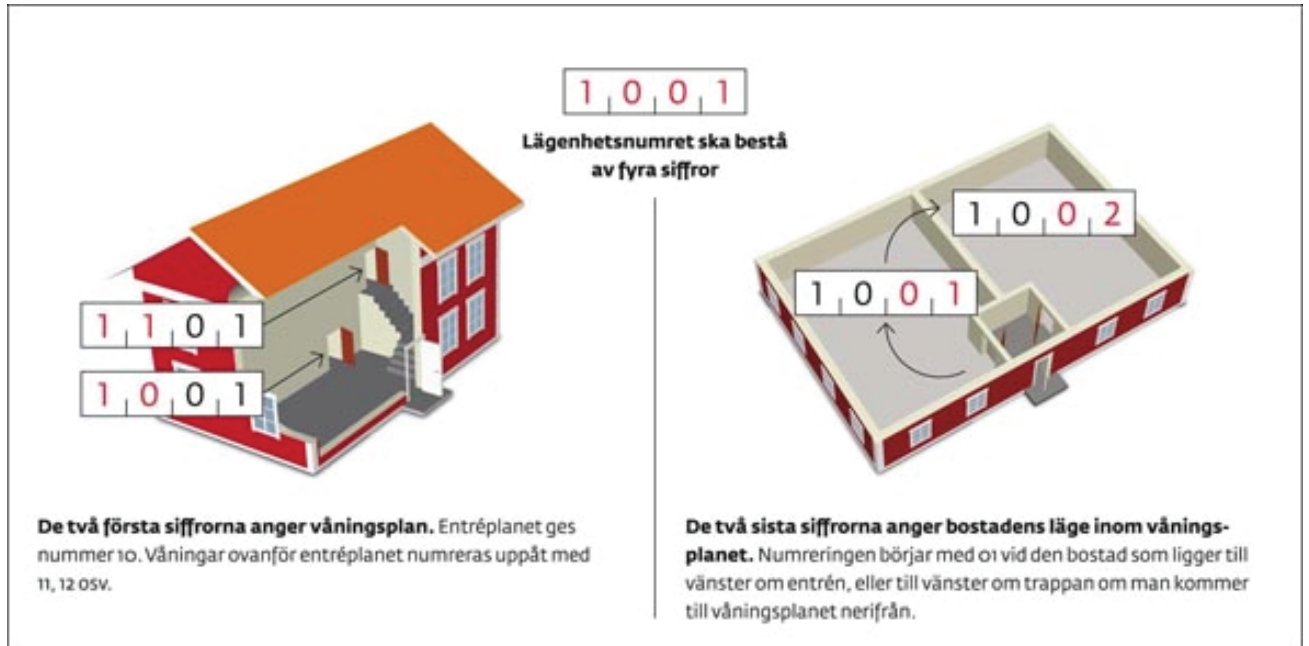 1 0 0 1
Lägenhetsnumret ska bestå
av fyra siffror
1 1 0 1
1 0 0 1
De två första siffrorna anger våningsplan. Entréplanet ges
nummer 10. Våningar ovanför entréplanet numreras uppåt med
11, 12 osv.
1 0 0 2
1 0 0 1
De två sista siffrorna anger bostadens läge inom vånings-
planet. Numreringen börjar med 01 vid den bostad som ligger till
vänster om entrén, eller till vänster om trappan om man kommer
till våningsplanet nerifrån.